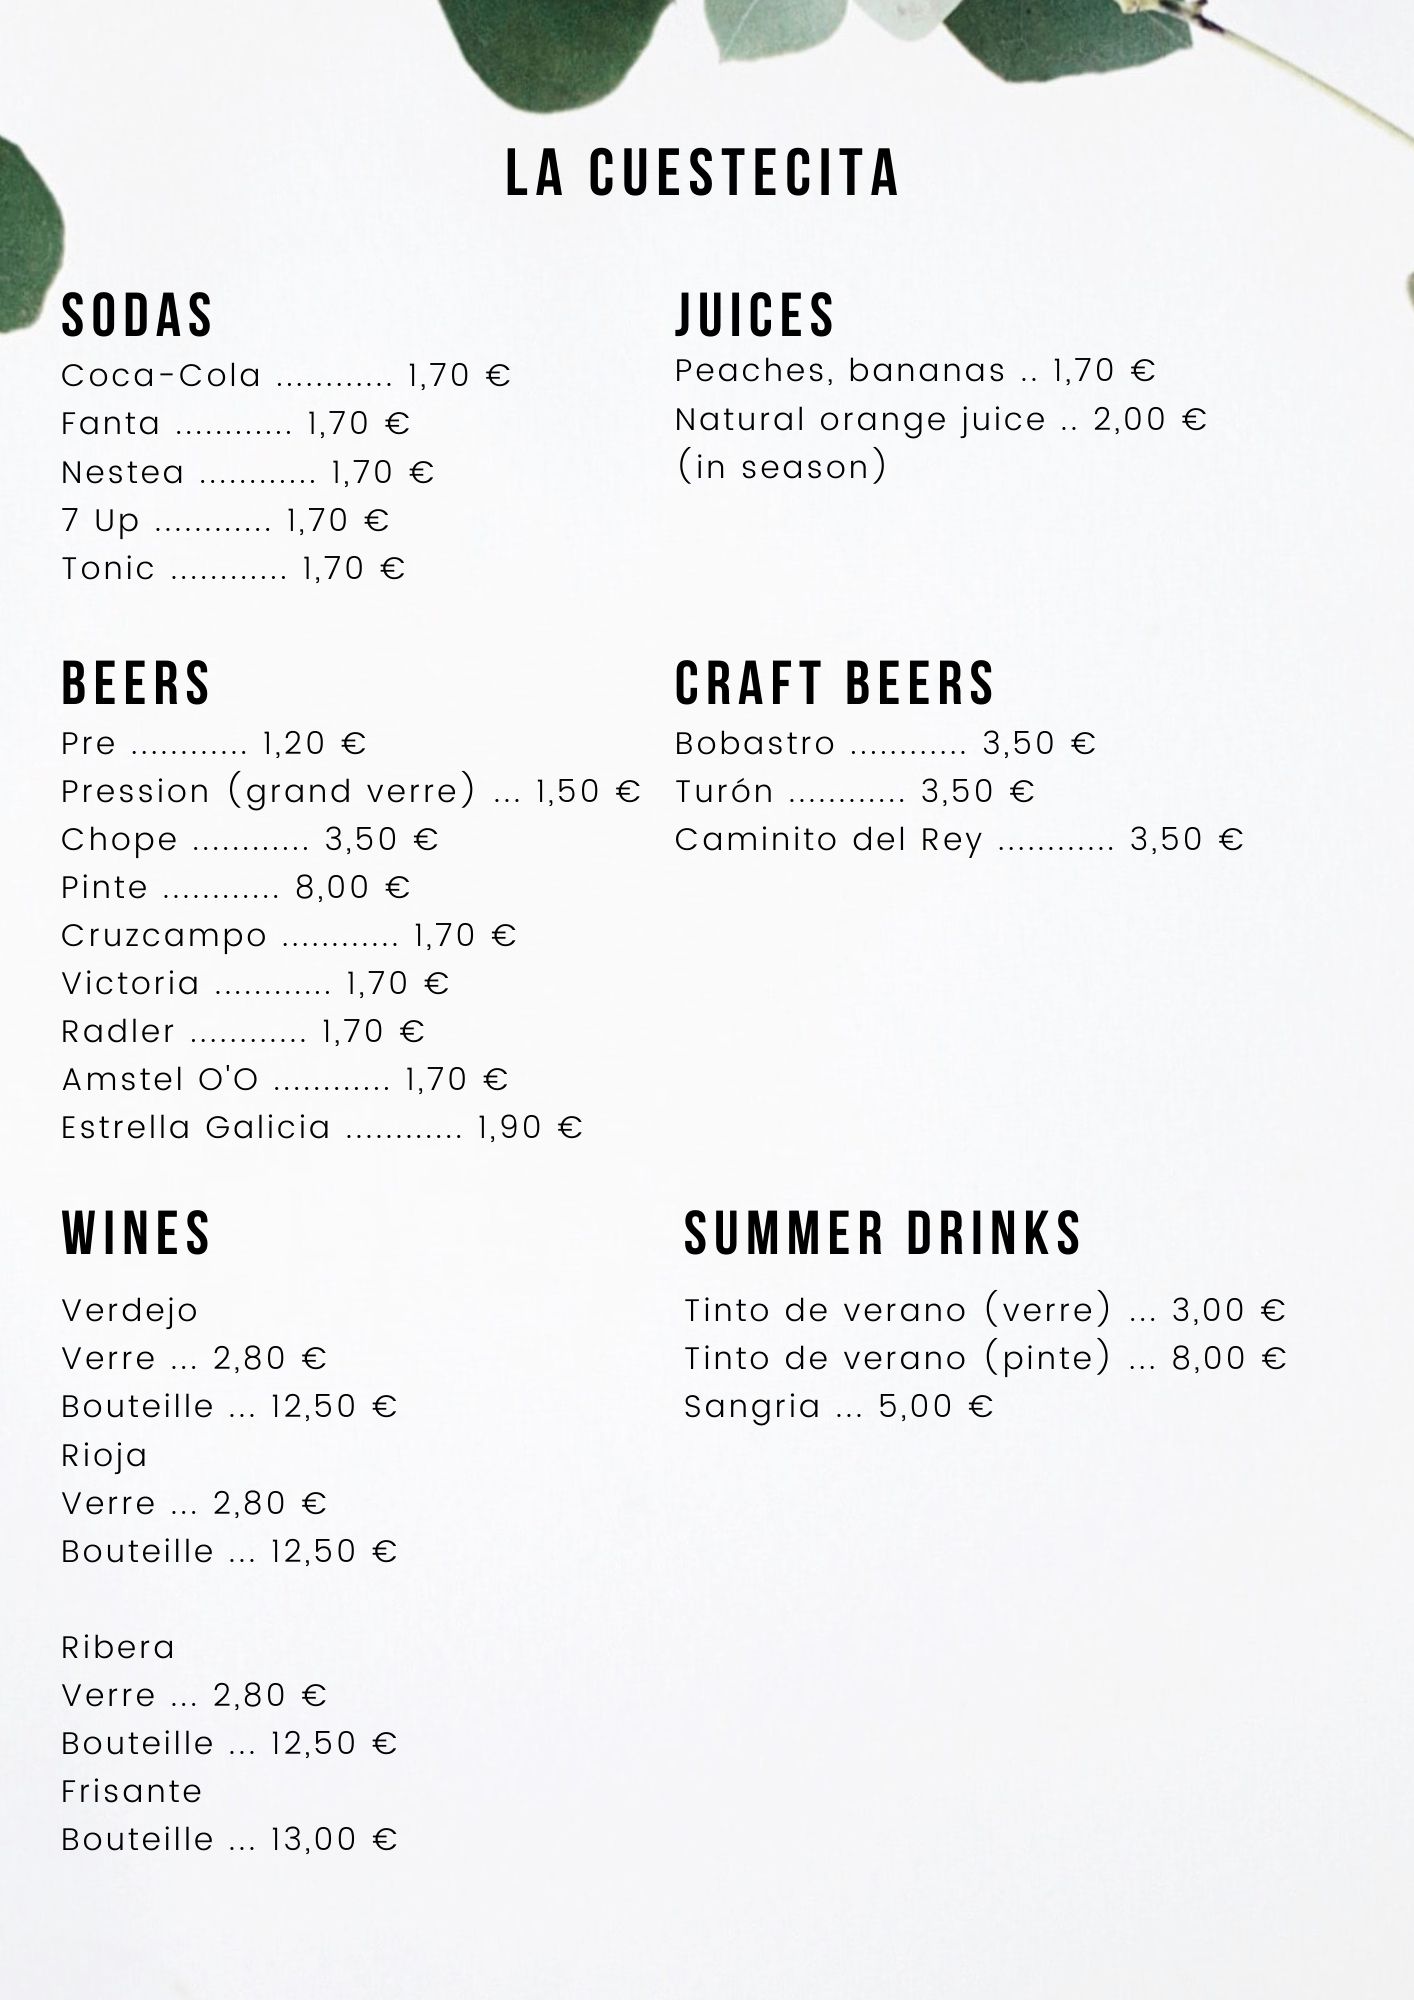 LA CUESTECITA
SODAS
Coca-Cola ............ 1,70 €
Fanta ............ 1,70 €
Nestea ............ 1,70 €
7 Up ............ 1,70 €
Tonic ............ 1,70 €
JUICES
Peaches, bananas .. 1,70 €
Natural orange juice .. 2,00 €
(in season)
BEERS
Pre ............ 1,20 €
Pression (grand verre) ... 1,50 €
Chope ............ 3,50 €
Pinte ............ 8,00 €
Cruzcampo ............ 1,70 €
Victoria ............ 1,70 €
Radler ............ 1,70 €
Amstel O'O ............ 1,70 €
Estrella Galicia ............ 1,90 €
CRAFT BEERS
Bobastro ............ 3,50 €
Turón ............ 3,50 €
Caminito del Rey ............ 3,50 €
WINES
Verdejo
Verre ... 2,80 €
Bouteille ... 12,50 €
Rioja
Verre ... 2,80 €
Bouteille ... 12,50 €
Ribera
Verre ... 2,80 €
Bouteille ... 12,50 €
Frisante
Bouteille ... 13,00 €
SUMMER DRINKS
Tinto de verano (verre) ... 3,00 €
Tinto de verano (pinte) ... 8,00 €
Sangria ... 5,00 €